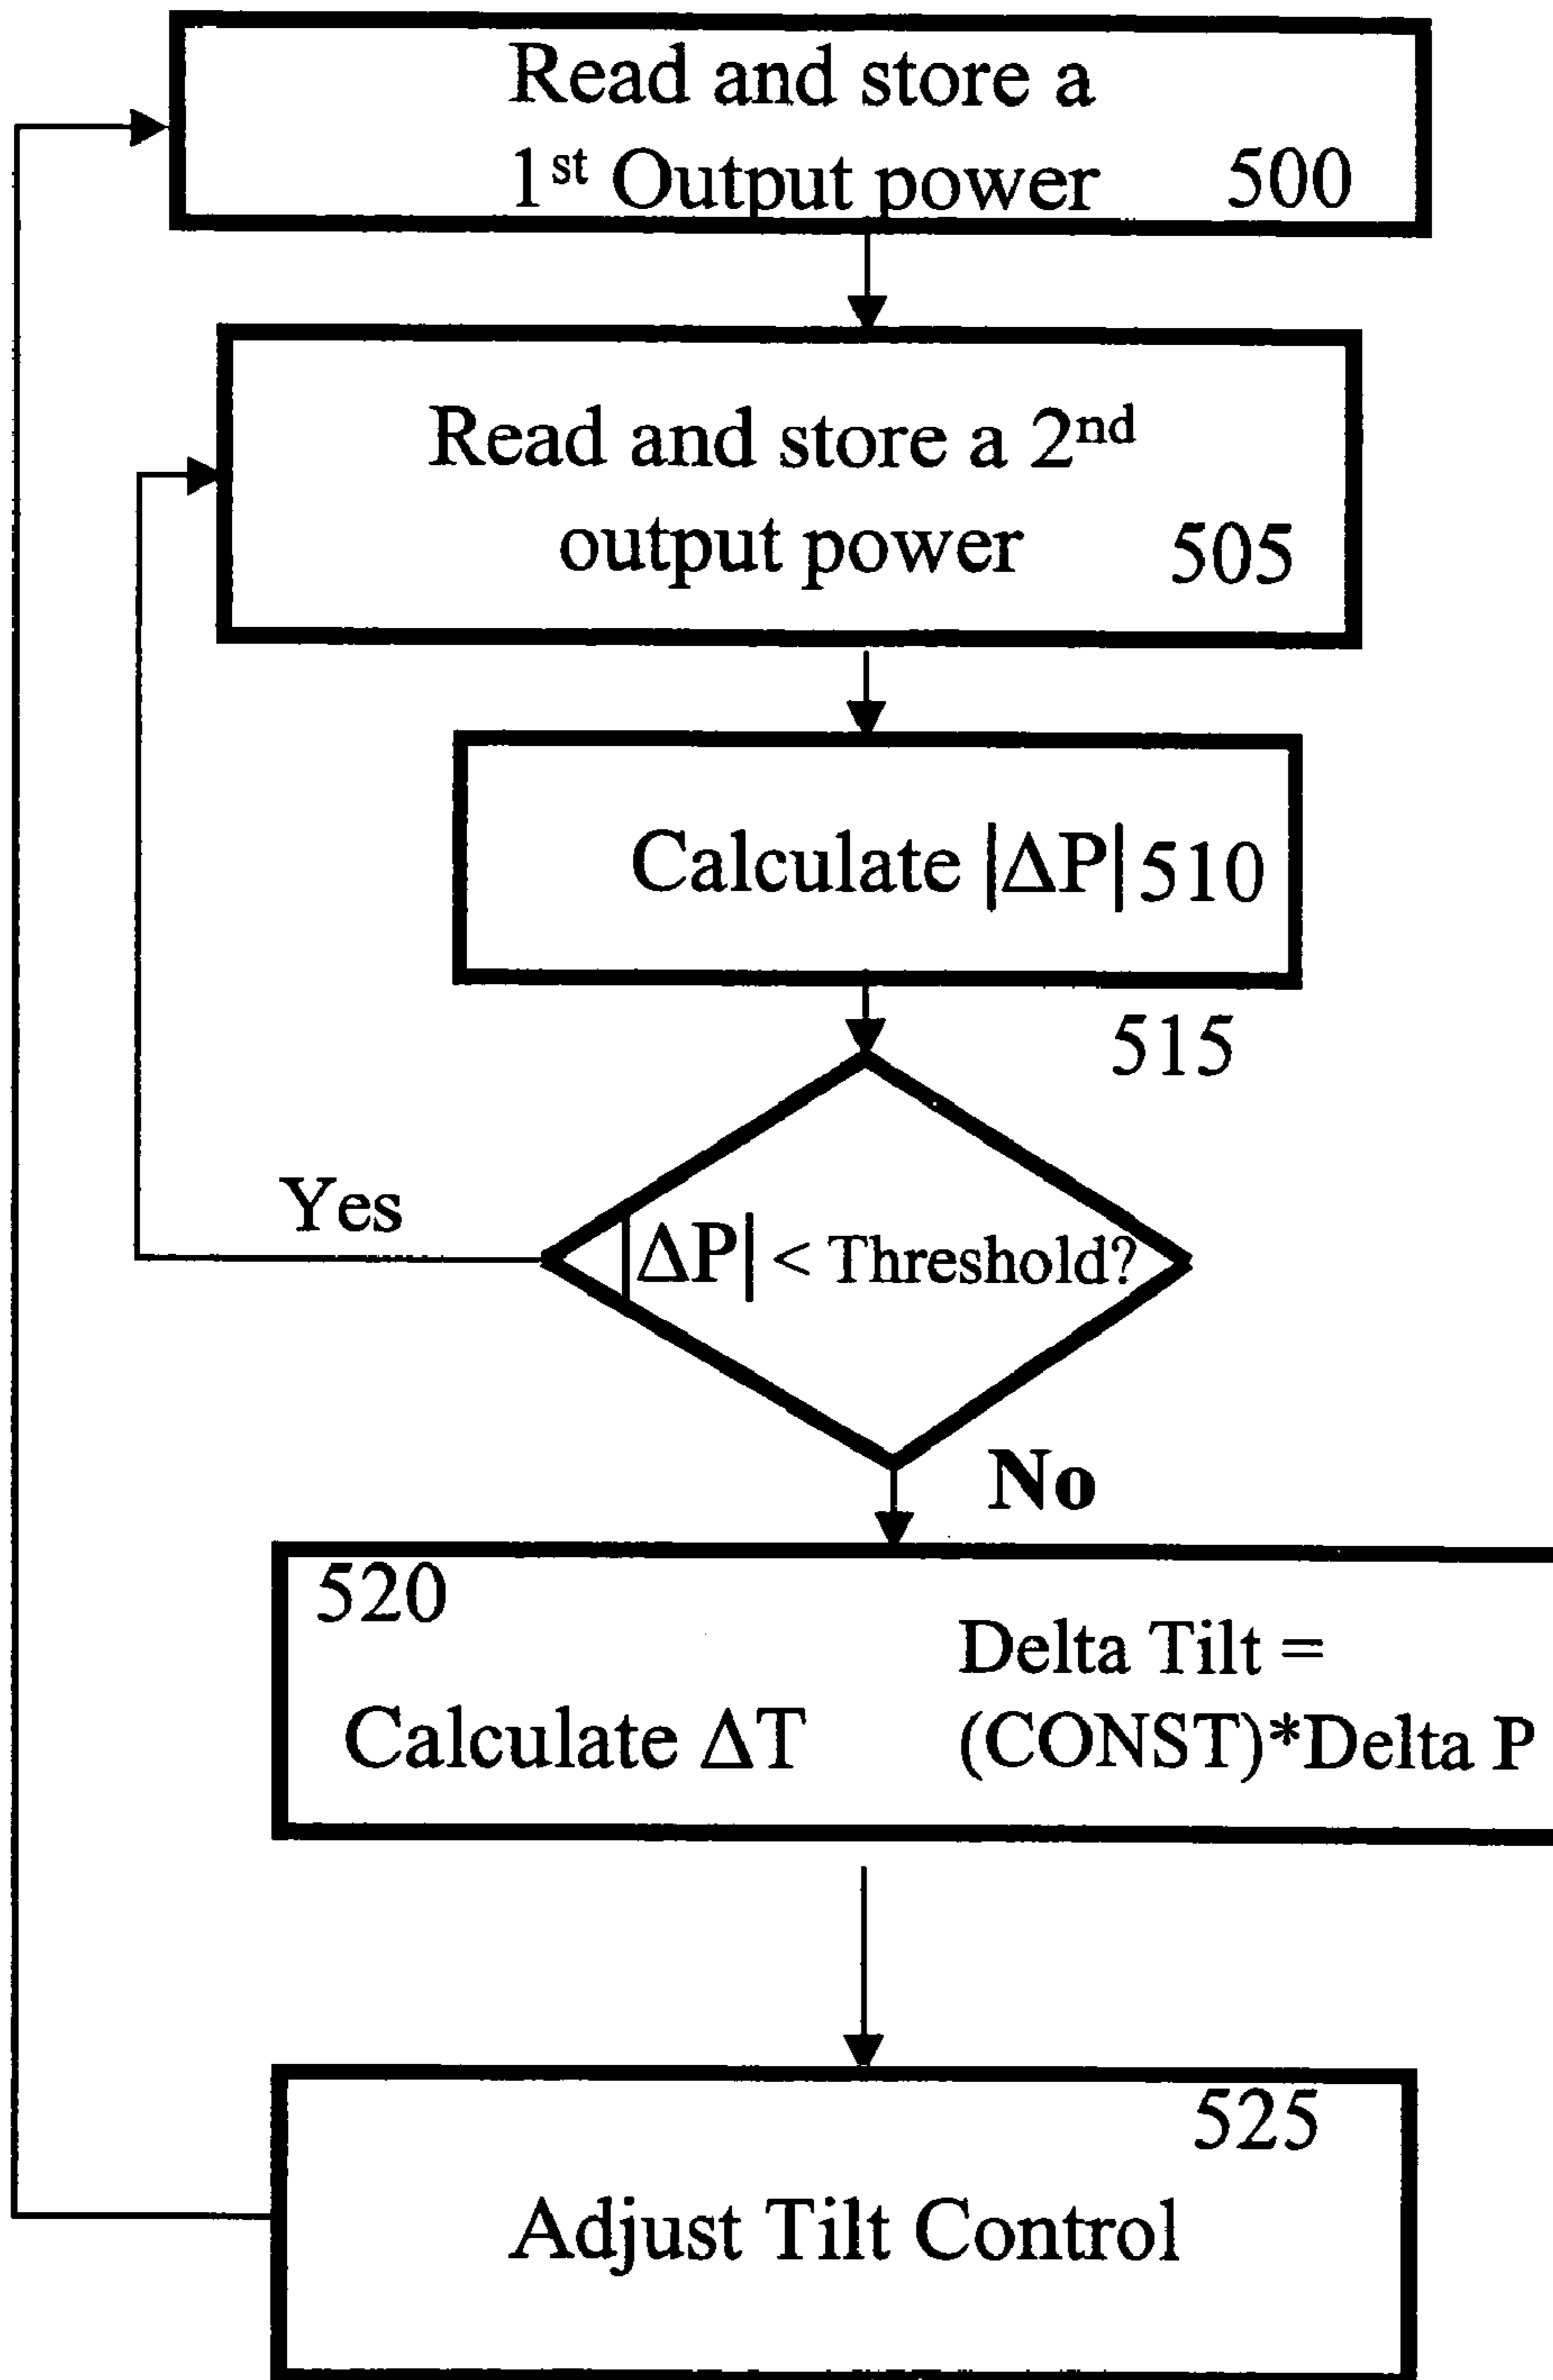 Read and store a
1st Output power 500
Read and store a 2nd
output power 505
Calculate |ΔP| 510
515
Yes
|ΔP| < Threshold?
No
520
Delta Tilt =
Calculate ΔT (CONST)*Delta P
525
Adjust Tilt Control